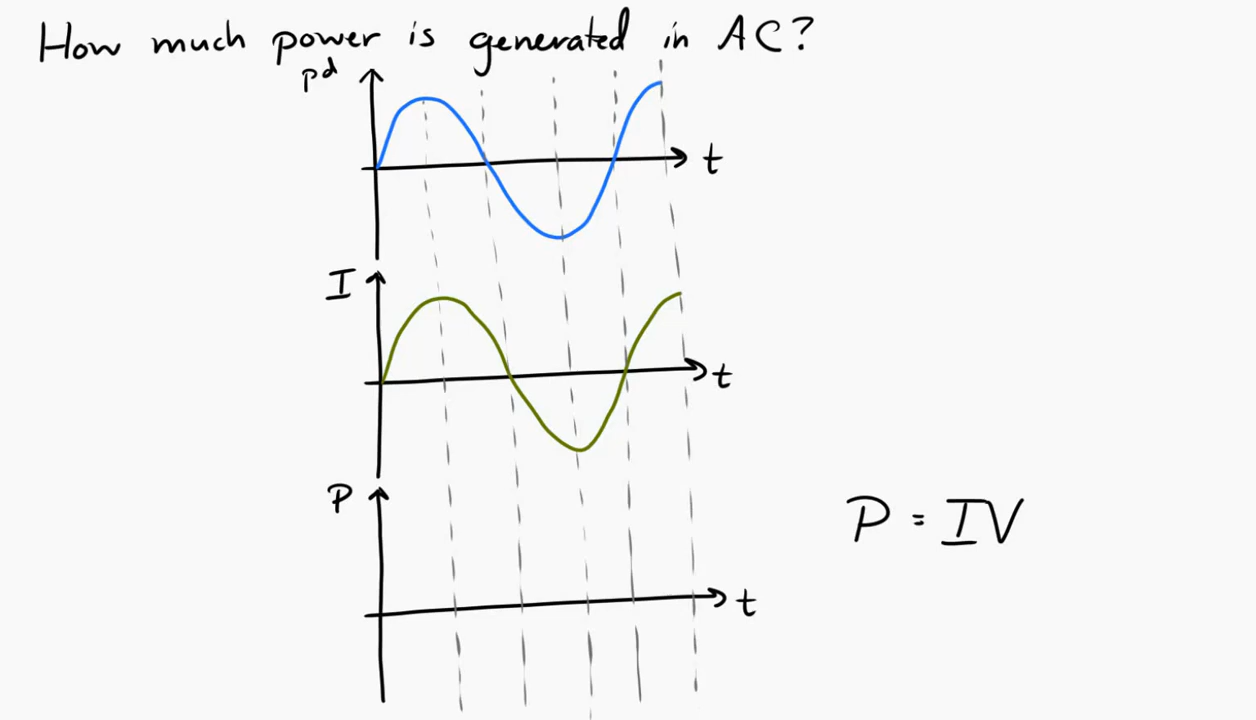 How much power is generated in AC?
pd
t
I
t
P
P = IV
t